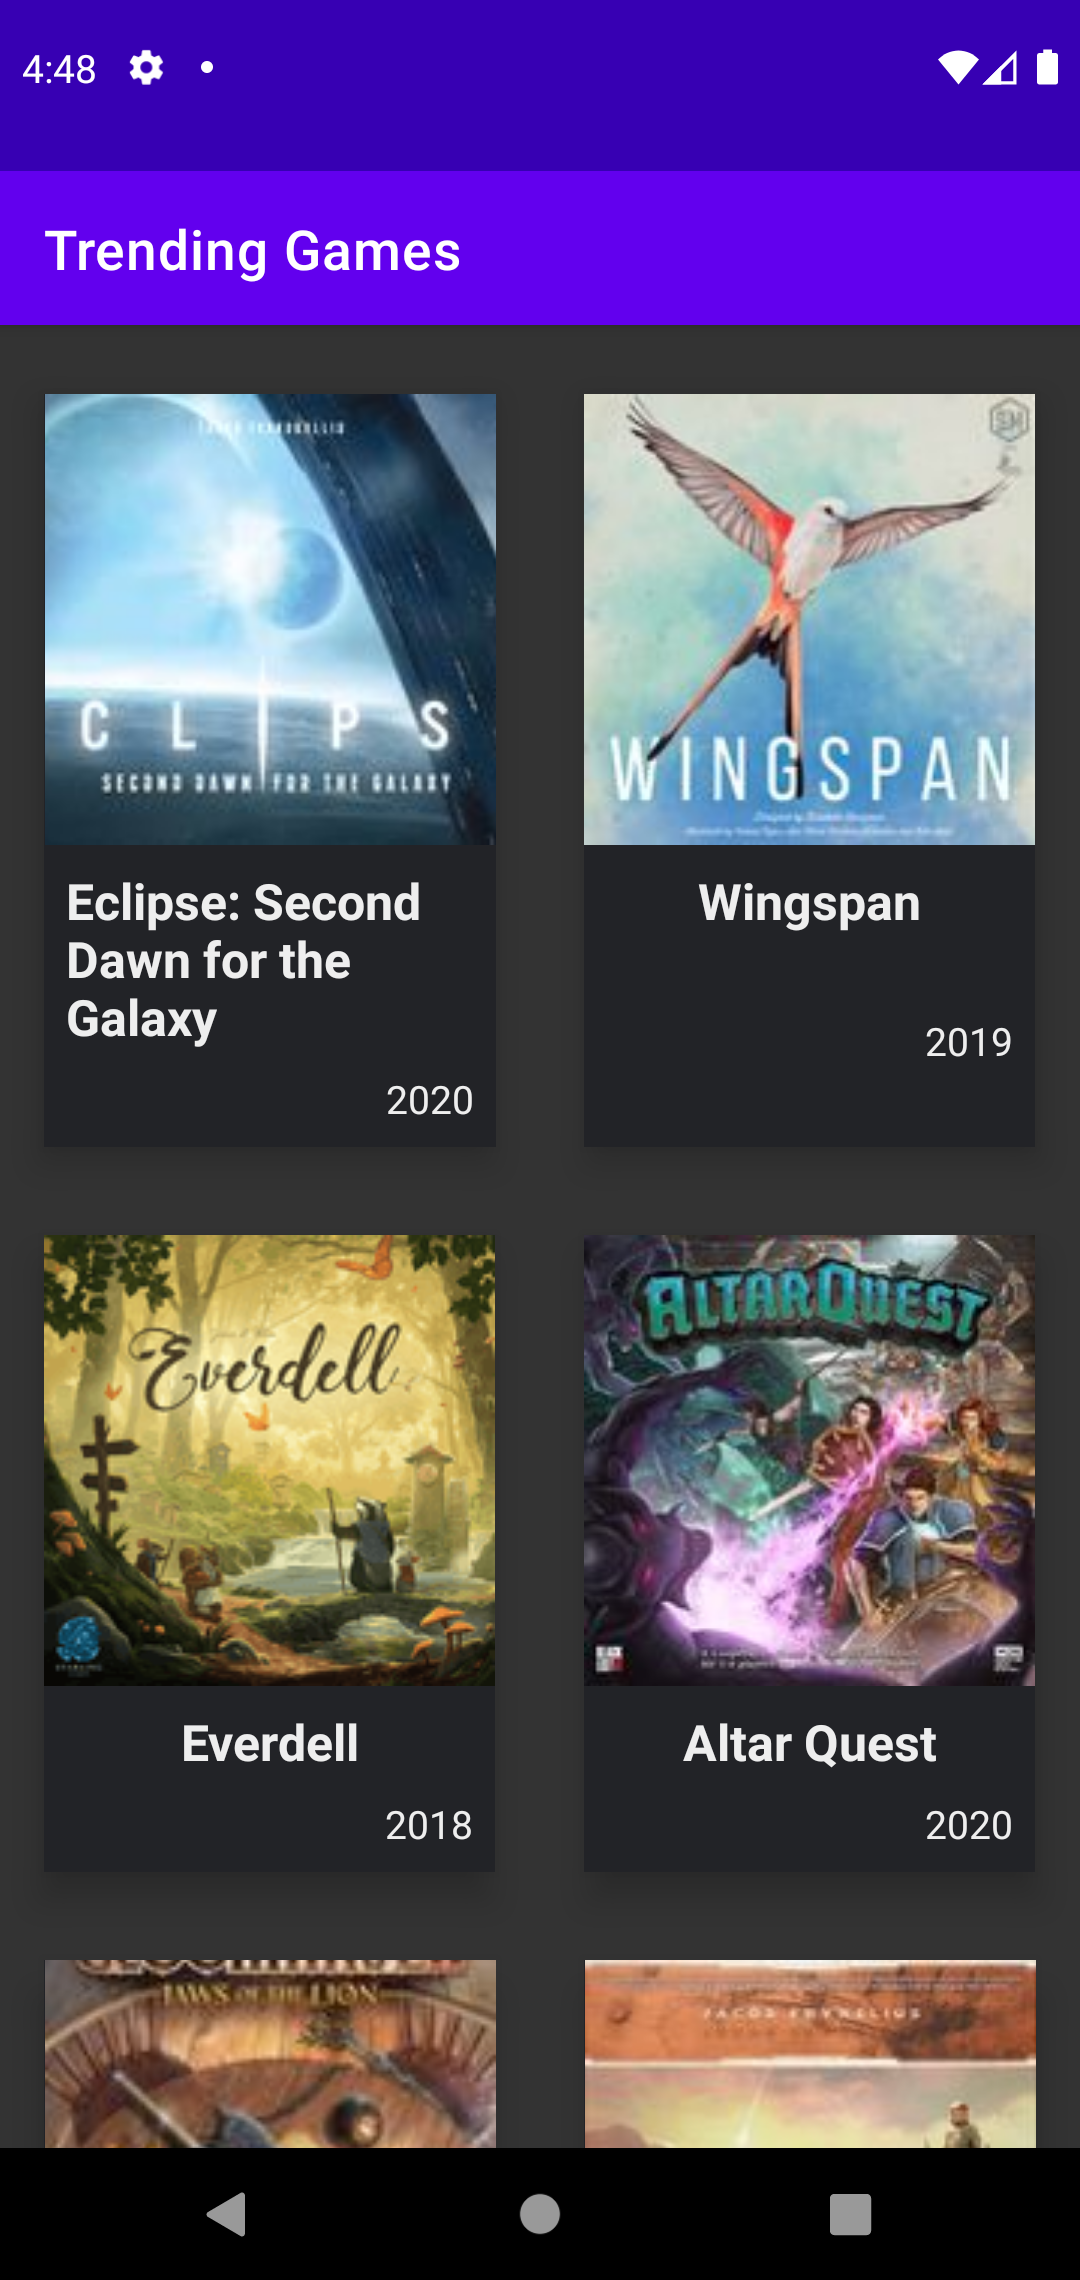 4:48
Trending Games
C L I P S
SECOND DAWN FOR THE GALAXY
WINGSPAN
Eclipse: Second
Dawn for the
Galaxy
2020
Wingspan
2019
Everdell
ALTAR QUEST
Everdell
2018
Altar Quest
2020
JAWS OF THE LION
JACOB FRYXELIUS